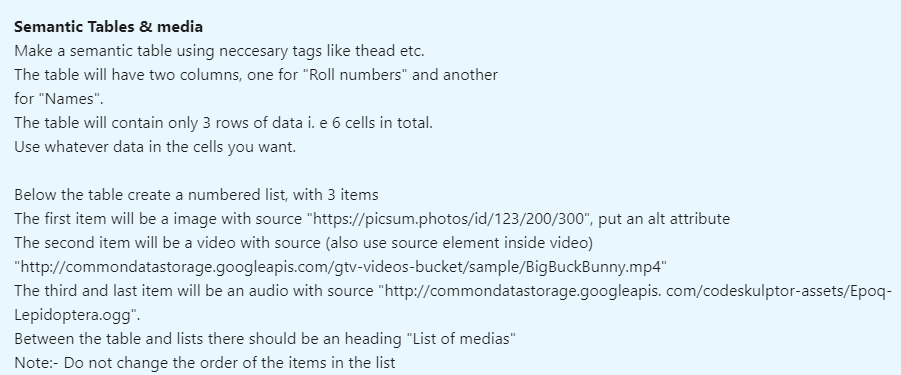 Semantic Tables & media
Make a semantic table using neccesary tags like thead etc.
The table will have two columns, one for "Roll numbers" and another
for "Names".
The table will contain only 3 rows of data i. e 6 cells in total.
Use whatever data in the cells you want.
Below the table create a numbered list, with 3 items
The first item will be a image with source "https://picsum.photos/id/123/200/300", put an alt attribute
The second item will be a video with source (also use source element inside video)
"http://commondatastorage.googleapis.com/gtv-videos-bucket/sample/BigBuckBunny.mp4"
The third and last item will be an audio with source "http://commondatastorage.googleapis. com/codeskulptor-assets/Epoq-
Lepidoptera.ogg".
Between the table and lists there should be an heading "List of medias"
Note:- Do not change the order of the items in the list